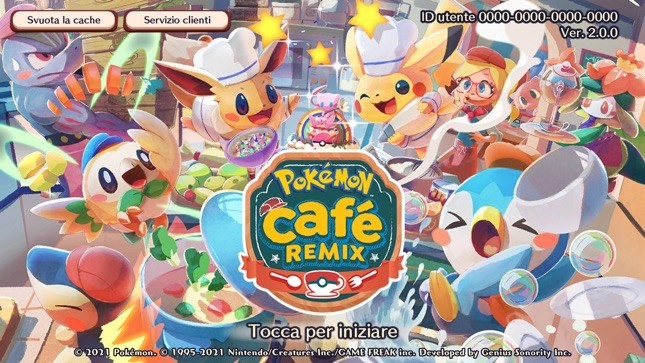 Svuota la cache
Servizio clienti
ID utente 0000-0000-0000-0000
Ver. 2.0.0
POKéMON
Café
REMIX
Tocca per iniziare
© 2021 Pokémon. © 1995-2021 Nintendo/Creatures Inc./GAME FREAK inc. Developed by Genius Sonority Inc.